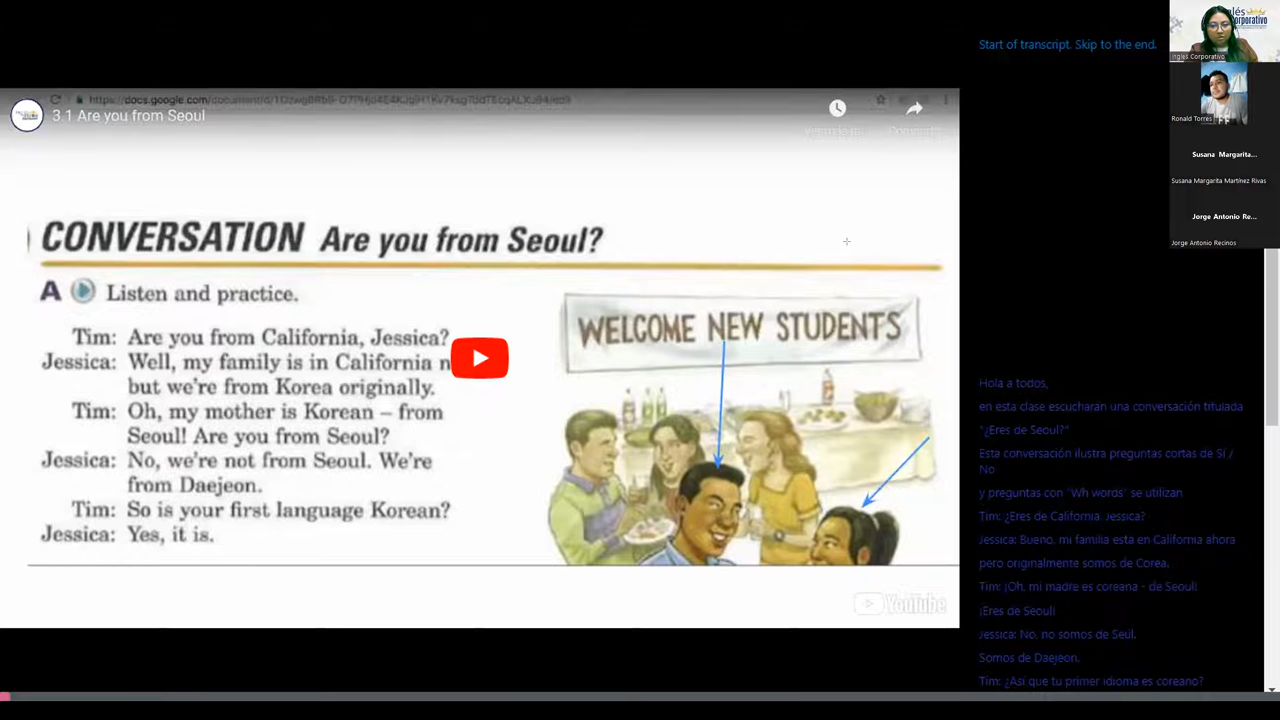 Start of transcript. Skip to the end.
3.1 Are you from Seoul
CONVERSATION Are you from Seoul?
A Listen and practice.
Tim: Are you from California, Jessica?
Jessica: Well, my family is in California n
but we're from Korea originally.
Tim: Oh, my mother is Korean – from
Seoul! Are you from Seoul?
Jessica: No, we're not from Seoul. We're
from Daejeon.
Tim: So is your first language Korean?
Jessica: Yes, it is.
WELCOME NEW STUDENTS
YouTube
Hola a todos,
en esta clase escucharan una conversación titulada
"¿Eres de Seoul?"
Esta conversación ilustra preguntas cortas de Sí /
No
y preguntas con "Wh words" se utilizan
Tim: ¿Eres de California, Jessica?
Jessica: Bueno, mi familia esta en California ahora
pero originalmente somos de Corea.
Tim: ¡Oh, mi madre es coreana - de Seoul!
¡Eres de Seoul!
Jessica: No, no somos de Seúl.
Somos de Daejeon.
Tim: ¿Así que tu primer idioma es coreano?
Inglés Corporativo
Ronald Torres
Susana Margarita...
Susana Margarita Martínez Rivas
Jorge Antonio Re...
Jorge Antonio Recinos